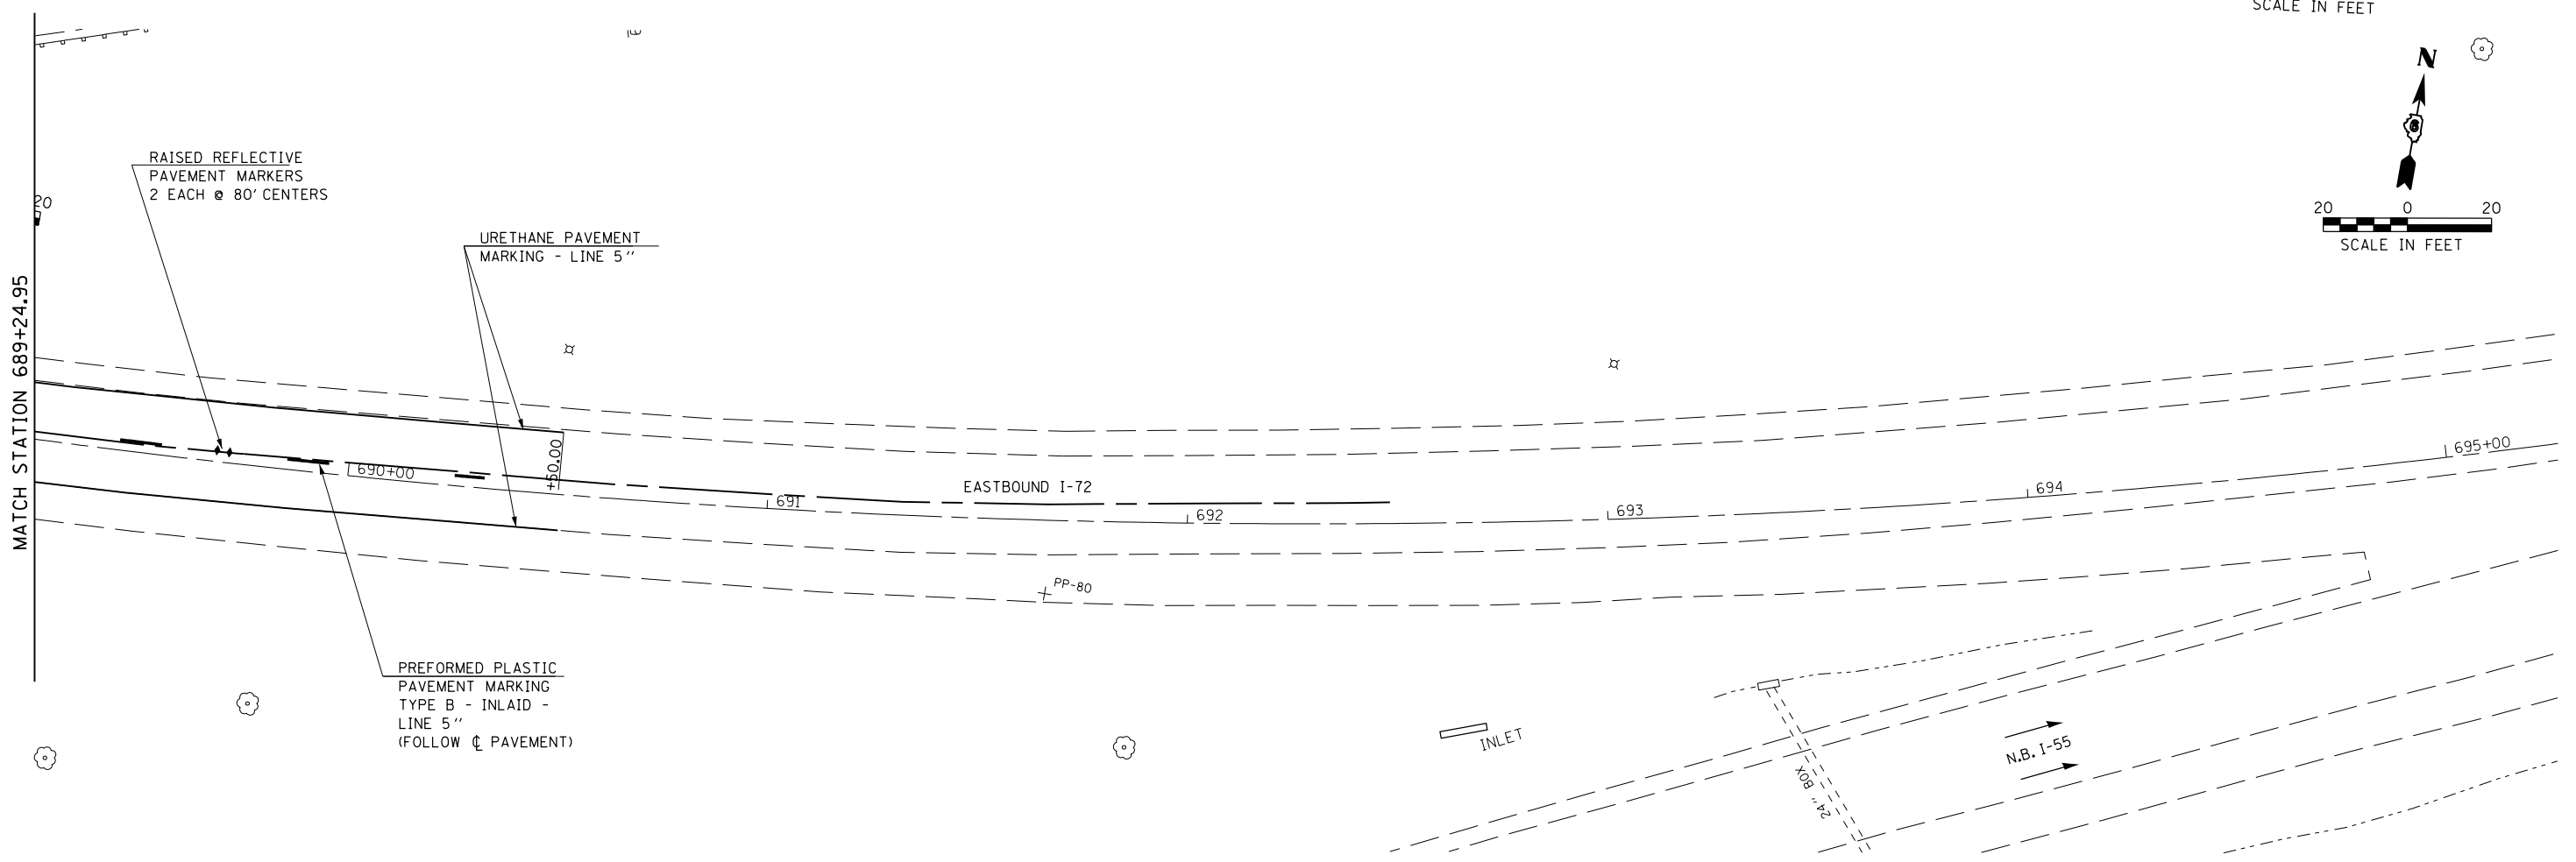 SCALE IN FEET
N
20 0 20
SCALE IN FEET
RAISED REFLECTIVE
PAVEMENT MARKERS
2 EACH @ 80' CENTERS
20
URETHANE PAVEMENT
MARKING - LINE 5"
MATCH STATION 689+24.95
690+00
+50.00
691
EASTBOUND I-72
692
693
694
695+00
PP-80
PREFORMED PLASTIC
PAVEMENT MARKING
TYPE B - INLAID -
LINE 5"
(FOLLOW ℄ PAVEMENT)
INLET
24" BOX
N.B. I-55